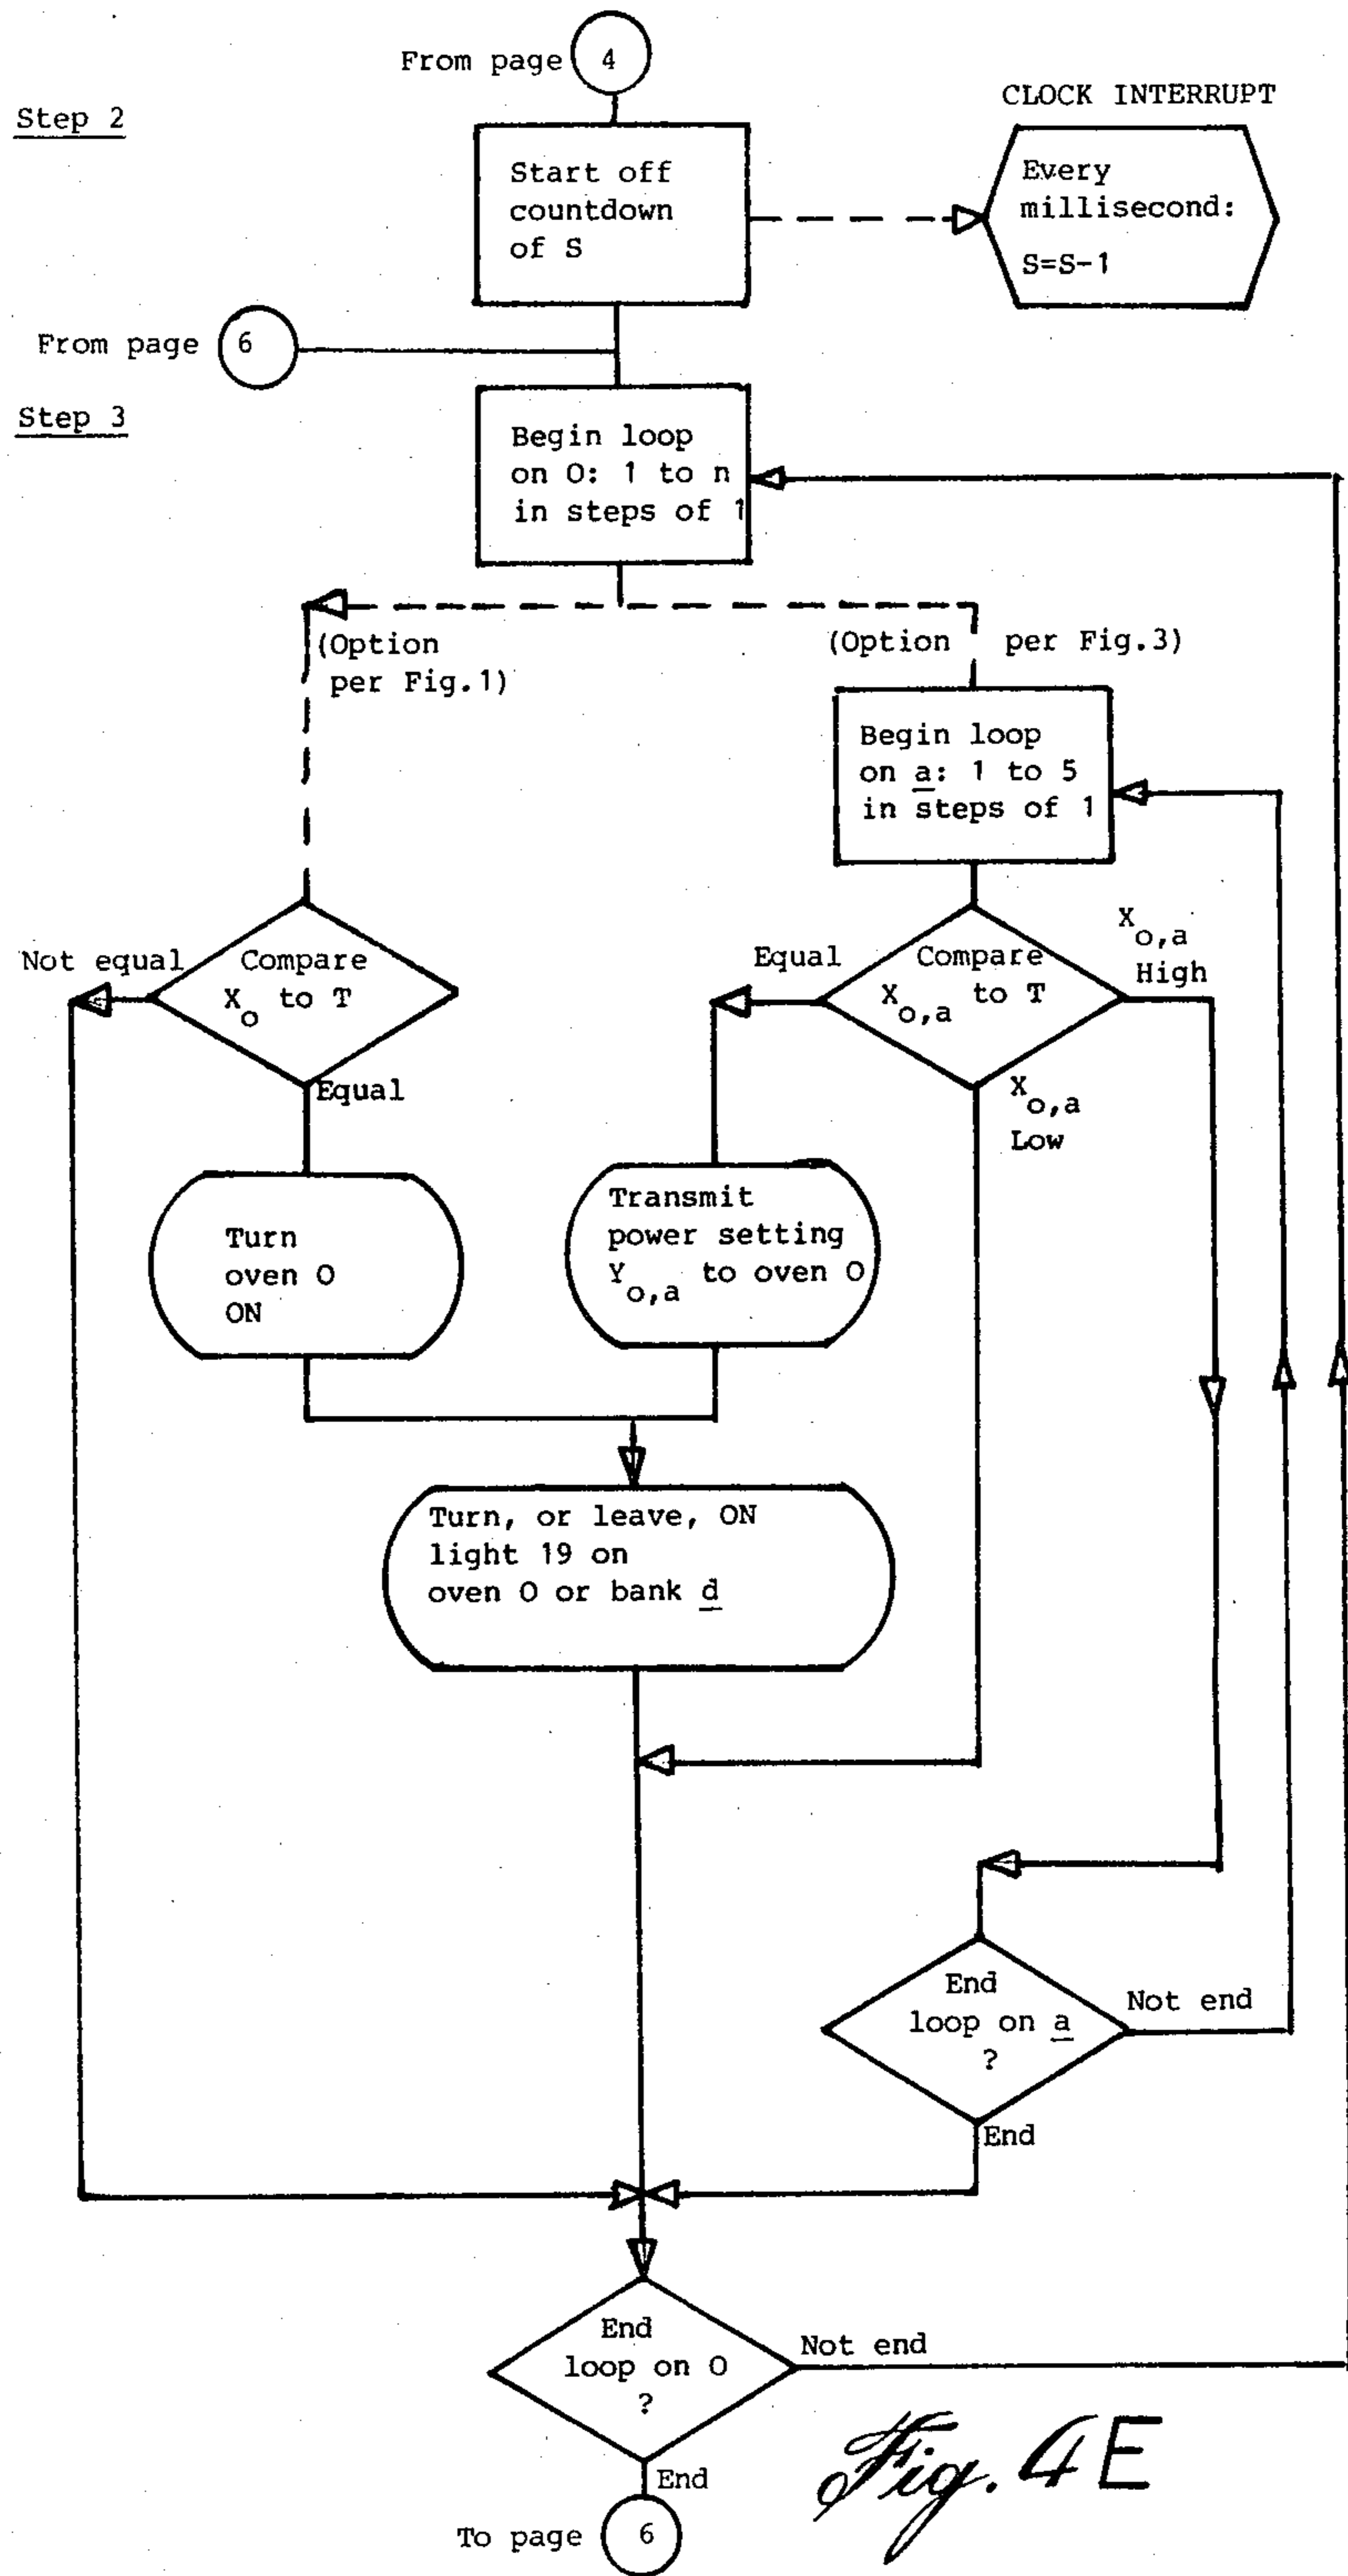 From page 4
Step 2
CLOCK INTERRUPT
Start off
countdown
of S
Every
millisecond:
S=S-1
From page 6
Step 3
Begin loop
on O: 1 to n
in steps of 1
(Option
per Fig.1)
(Option per Fig.3)
Begin loop
on a: 1 to 5
in steps of 1
Not equal
Compare
Xo to T
Equal
Equal
Compare
Xo,a to T
Xo,a
High
Xo,a
Low
Turn
oven O
ON
Transmit
power setting
Yo,a to oven O
Turn, or leave, ON
light 19 on
oven O or bank d
End
loop on a
?
Not end
End
End
loop on O
?
Not end
End
To page 6
Fig. 4E